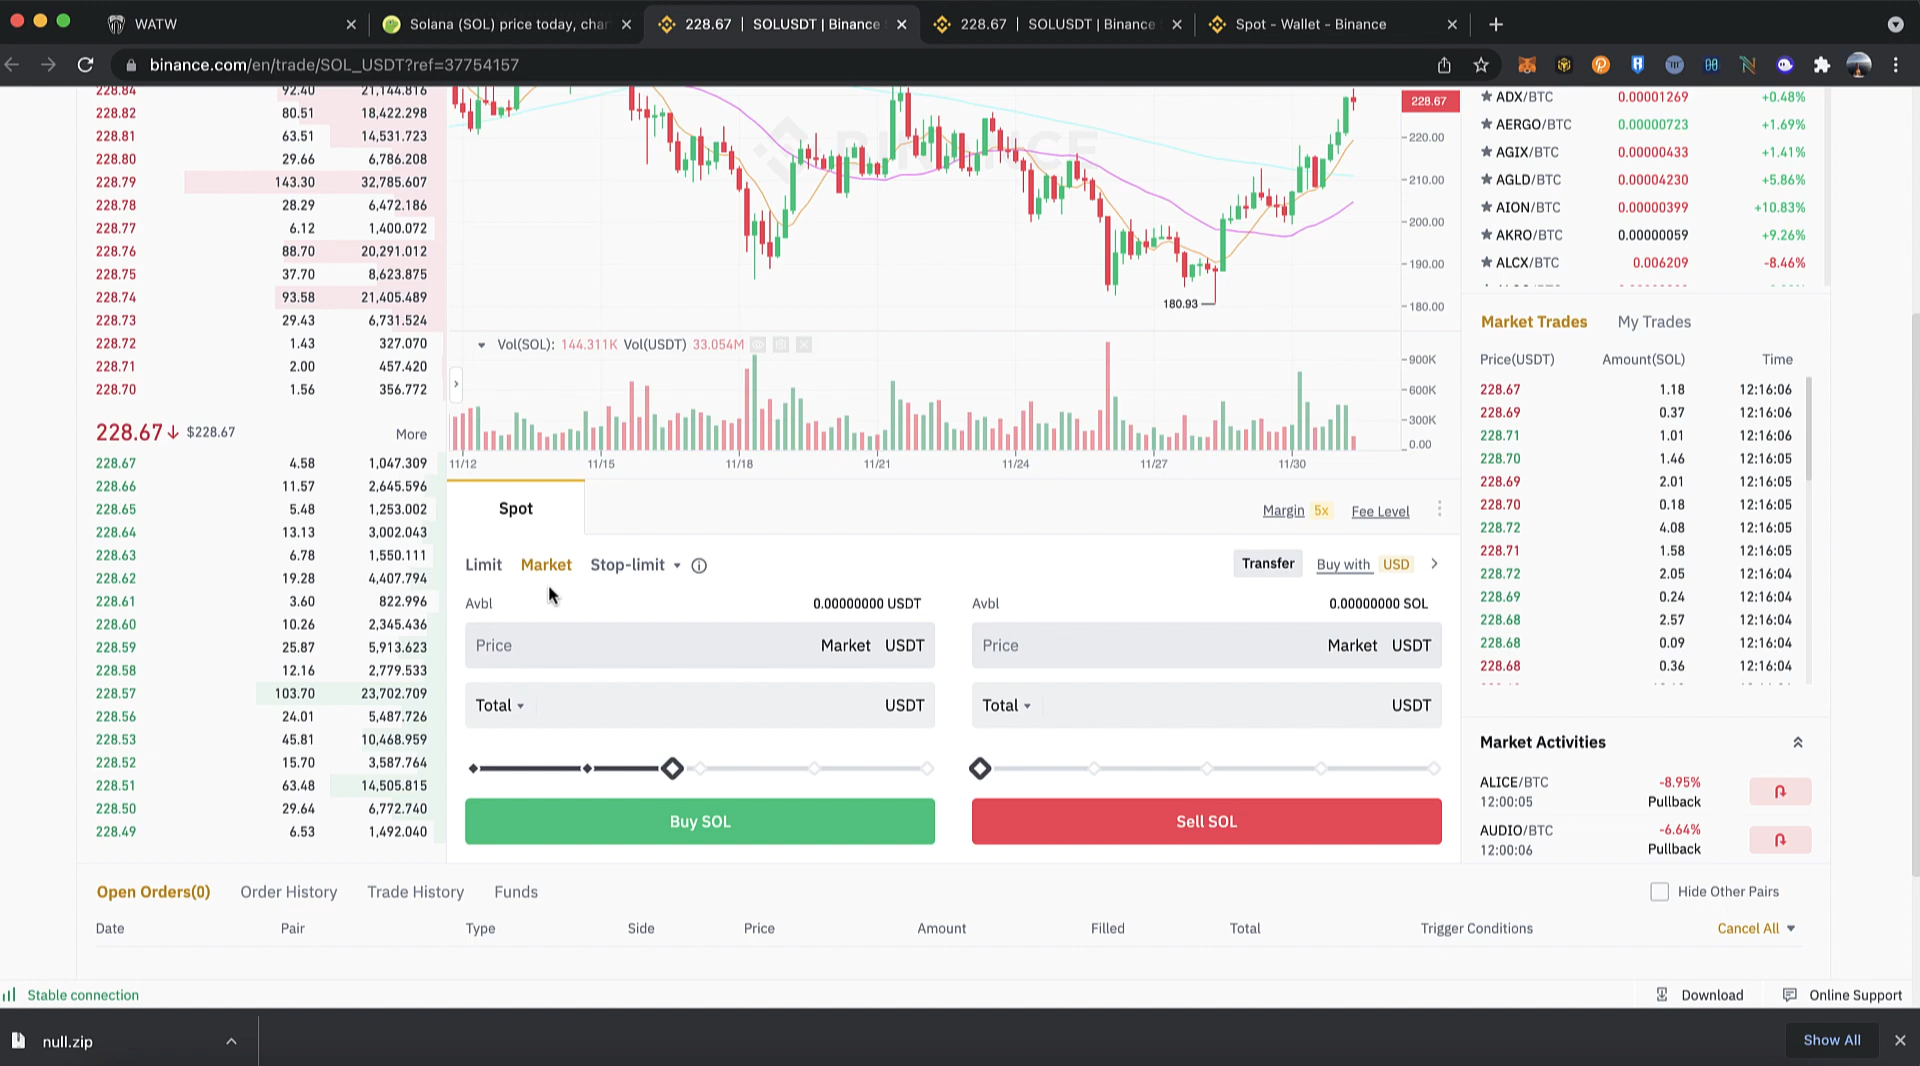 WATW
Solana (SOL) price today, char
228.67 | SOLUSDT | Binance
228.67 | SOLUSDT | Binance
Spot - Wallet - Binance
binance.com/en/trade/SOL_USDT?ref=37754157
228.84 92.40 21,144.816
228.82 80.51 18,422.298
228.81 63.51 14,531.723
228.80 29.66 6,786.208
228.79 143.30 32,785.607
228.78 28.29 6,472.186
228.77 6.12 1,400.072
228.76 88.70 20,291.012
228.75 37.70 8,623.875
228.74 93.58 21,405.489
228.73 29.43 6,731.524
228.72 1.43 327.070
228.71 2.00 457.420
228.70 1.56 356.772
228.67↓ $228.67 More
228.67 4.58 1,047.309
228.66 11.57 2,645.596
228.65 5.48 1,253.002
228.64 13.13 3,002.043
228.63 6.78 1,550.111
228.62 19.28 4,407.794
228.61 3.60 822.996
228.60 10.26 2,345.436
228.59 25.87 5,913.623
228.58 12.16 2,779.533
228.57 103.70 23,702.709
228.56 24.01 5,487.726
228.53 45.81 10,468.959
228.52 15.70 3,587.764
228.51 63.48 14,505.815
228.50 29.64 6,772.740
228.49 6.53 1,492.040
BINANCE
228.67
220.00
210.00
200.00
190.00
180.00
180.93
Vol(SOL): 144.311K Vol(USDT) 33.054M
900K
600K
300K
0.00
11/12 11/15 11/18 11/21 11/24 11/27 11/30
Spot
Margin 5x Fee Level
Limit Market Stop-limit
Transfer Buy with USD
Avbl 0.00000000 USDT
Price Market USDT
Total USDT
Buy SOL
Avbl 0.00000000 SOL
Price Market USDT
Total USDT
Sell SOL
ADX/BTC 0.00001269 +0.48%
AERGO/BTC 0.00000723 +1.69%
AGIX/BTC 0.00000433 +1.41%
AGLD/BTC 0.00004230 +5.86%
AION/BTC 0.00000399 +10.83%
AKRO/BTC 0.00000059 +9.26%
ALCX/BTC 0.006209 -8.46%
Market Trades My Trades
Price(USDT) Amount(SOL) Time
228.67 1.18 12:16:06
228.69 0.37 12:16:06
228.71 1.01 12:16:06
228.70 1.46 12:16:05
228.69 2.01 12:16:05
228.70 0.18 12:16:05
228.72 4.08 12:16:05
228.71 1.58 12:16:05
228.72 2.05 12:16:04
228.69 0.24 12:16:04
228.68 2.57 12:16:04
228.68 0.09 12:16:04
228.68 0.36 12:16:04
Market Activities
ALICE/BTC -8.95%
12:00:05 Pullback
AUDIO/BTC -6.64%
12:00:06 Pullback
Open Orders(0) Order History Trade History Funds
Hide Other Pairs
Date Pair Type Side Price Amount Filled Total Trigger Conditions Cancel All
Stable connection
Download Online Support
null.zip
Show All